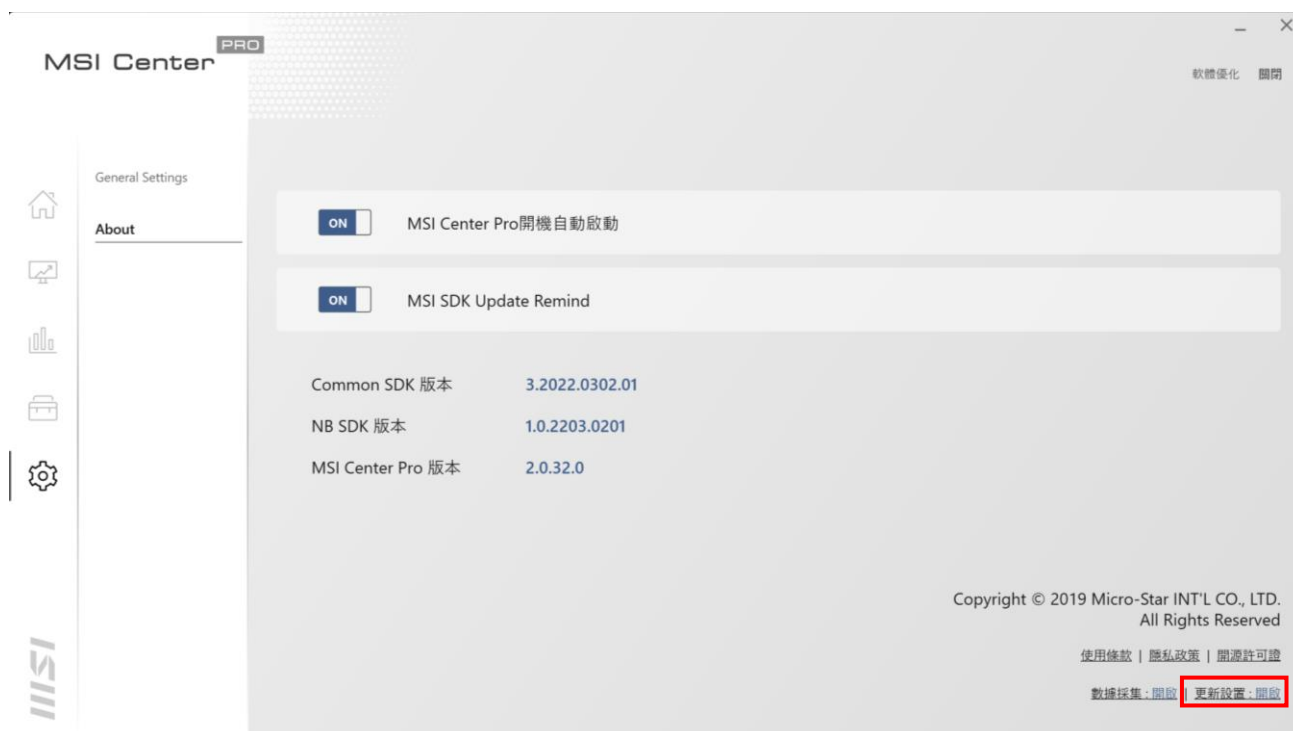 MSI Center PRO
軟體優化 關閉
General Settings
About
ON MSI Center Pro開機自動啟動
ON MSI SDK Update Remind
Common SDK 版本 3.2022.0302.01
NB SDK 版本 1.0.2203.0201
MSI Center Pro 版本 2.0.32.0
Copyright © 2019 Micro-Star INT'L CO., LTD.
All Rights Reserved
使用條款 | 隱私政策 | 開源許可證
數據採集 : 開啟 | 更新設置 : 開啟
MSI